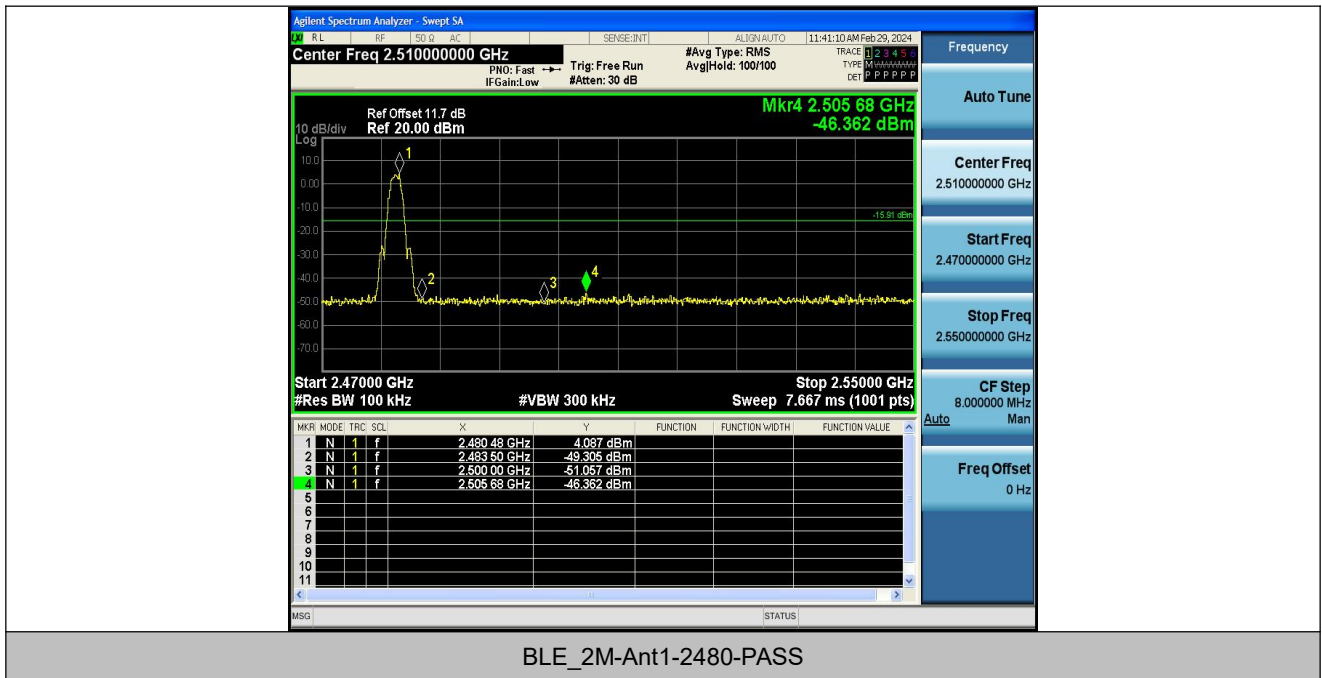 Agilent Spectrum Analyzer - Swept SA
LXI RL RF 50 Ω AC SENSE:INT ALIGN AUTO 11:41:10 AM Feb 29, 2024
Center Freq 2.510000000 GHz
PNO: Fast
IFGain:Low
Trig: Free Run
#Atten: 30 dB
#Avg Type: RMS
Avg|Hold: 100/100
TRACE 1 2 3 4 5 6
TYPE M
DET P P P P P P
Mkr4 2.505 68 GHz
-46.362 dBm
Ref Offset 11.7 dB
10 dB/div Ref 20.00 dBm
Log
10.0
0.00
-10.0
-20.0
-30.0
-40.0
-50.0
-60.0
-70.0
1
2
3
4
-15.91 dBm
Start 2.47000 GHz Stop 2.55000 GHz
#Res BW 100 kHz #VBW 300 kHz Sweep 7.667 ms (1001 pts)
MKR MODE TRC SCL X Y FUNCTION FUNCTION WIDTH FUNCTION VALUE
1 N 1 f 2.480 48 GHz 4.087 dBm
2 N 1 f 2.483 50 GHz -49.305 dBm
3 N 1 f 2.500 00 GHz -51.057 dBm
4 N 1 f 2.505 68 GHz -46.362 dBm
5
6
7
8
9
10
11
MSG STATUS
Frequency
Auto Tune
Center Freq
2.510000000 GHz
Start Freq
2.470000000 GHz
Stop Freq
2.550000000 GHz
CF Step
8.000000 MHz
Auto Man
Freq Offset
0 Hz
BLE_2M-Ant1-2480-PASS